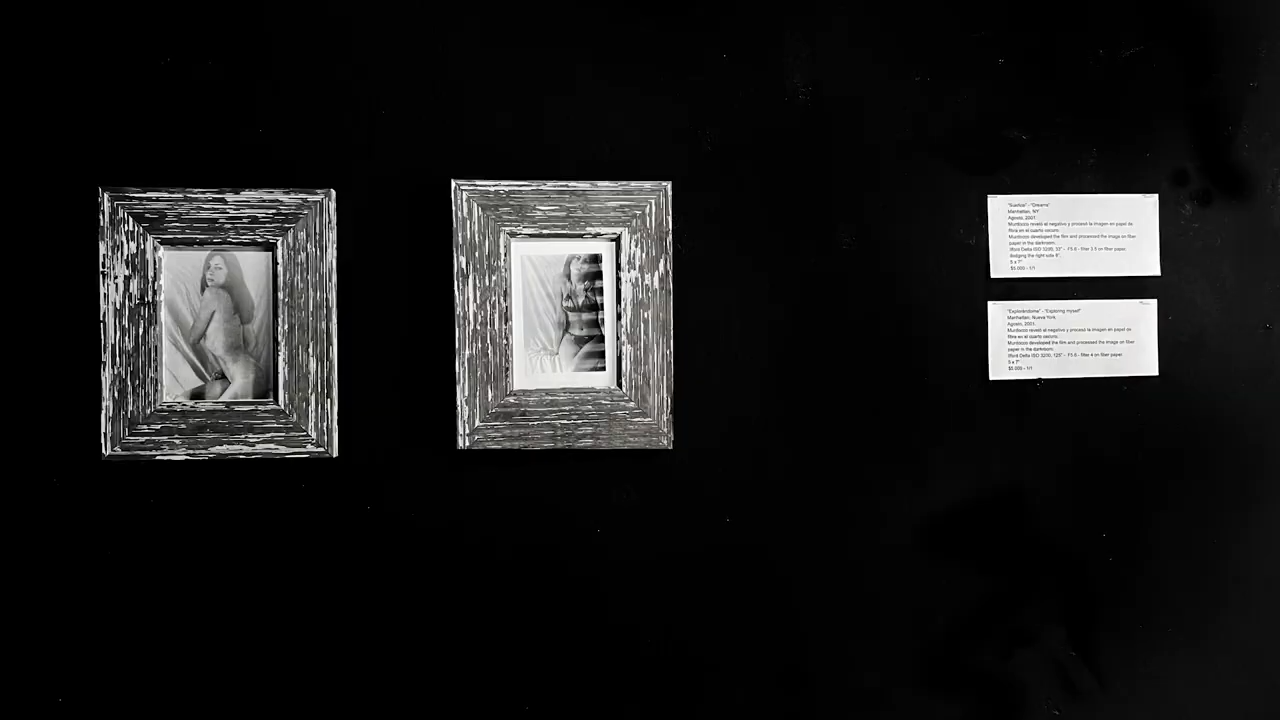 "Sueños" - "Dreams"
Manhattan, NY
Agosto, 2001
Murdocco reveló el negativo y procesó la imagen en papel de
fibra en el cuarto oscuro.
Murdocco developed the film and processed the image on fiber
paper in the darkroom.
Ilford Delta ISO 3200, 33" - F5.6 - filter 3.5 on fiber paper
dodging the right side 9".
5 x 7"
$5.000 - 1/1
"Explorándome" - "Exploring myself"
Manhattan, Nueva York,
Agosto, 2001.
Murdocco reveló el negativo y procesó la imagen en papel de
fibra en el cuarto oscuro.
Murdocco developed the film and processed the image on fiber
paper in the darkroom.
Ilford Delta ISO 3200, 125" - F5.6 - filter 4 on fiber paper
5 x 7"
$5.000 - 1/1